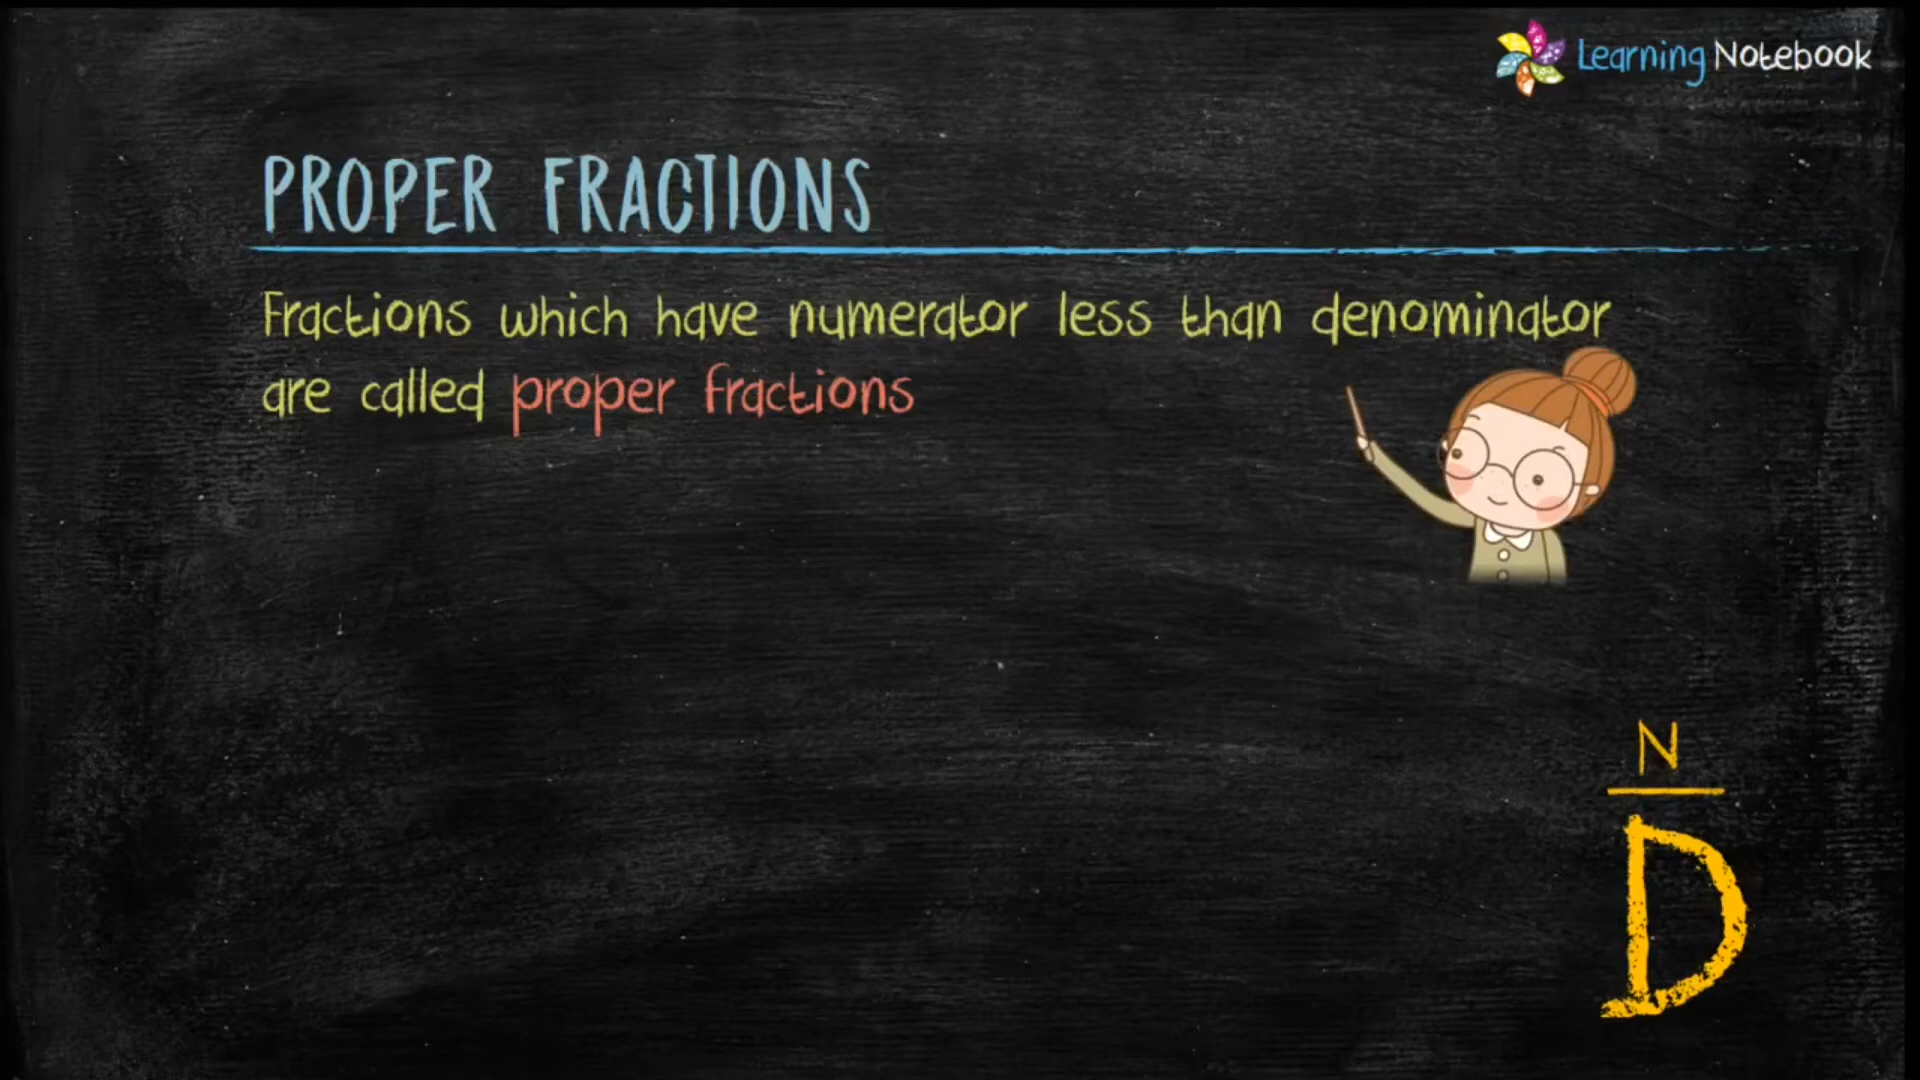 Learning Notebook
PROPER FRACTIONS
Fractions which have numerator less than denominator
are called proper fractions
N
D